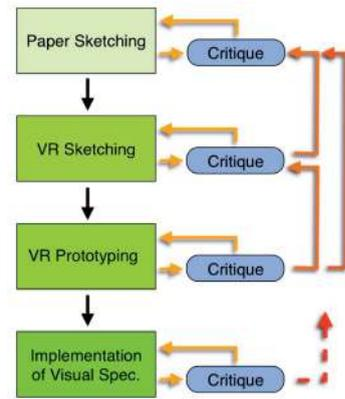 Paper Sketching
Critique
VR Sketching
Critique
VR Prototyping
Critique
Implementation
of Visual Spec.
Critique